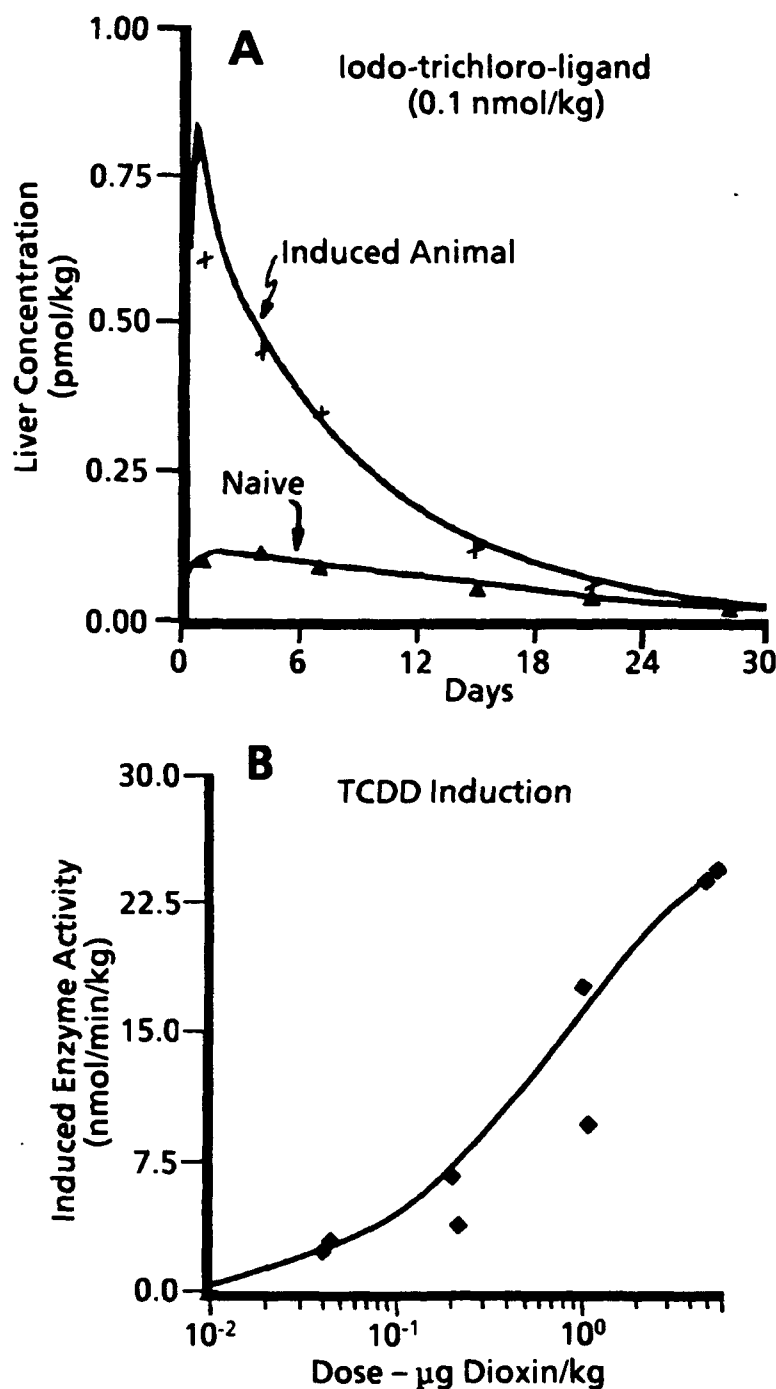 A
Iodo-trichloro-ligand
(0.1 nmol/kg)
1.00
0.75
0.50
0.25
0.00
Liver Concentration
(pmol/kg)
Induced Animal
Naive
0 6 12 18 24 30
Days
B
TCDD Induction
30.0
22.5
15.0
7.5
0.0
Induced Enzyme Activity
(nmol/min/kg)
10⁻² 10⁻¹ 10⁰
Dose – μg Dioxin/kg